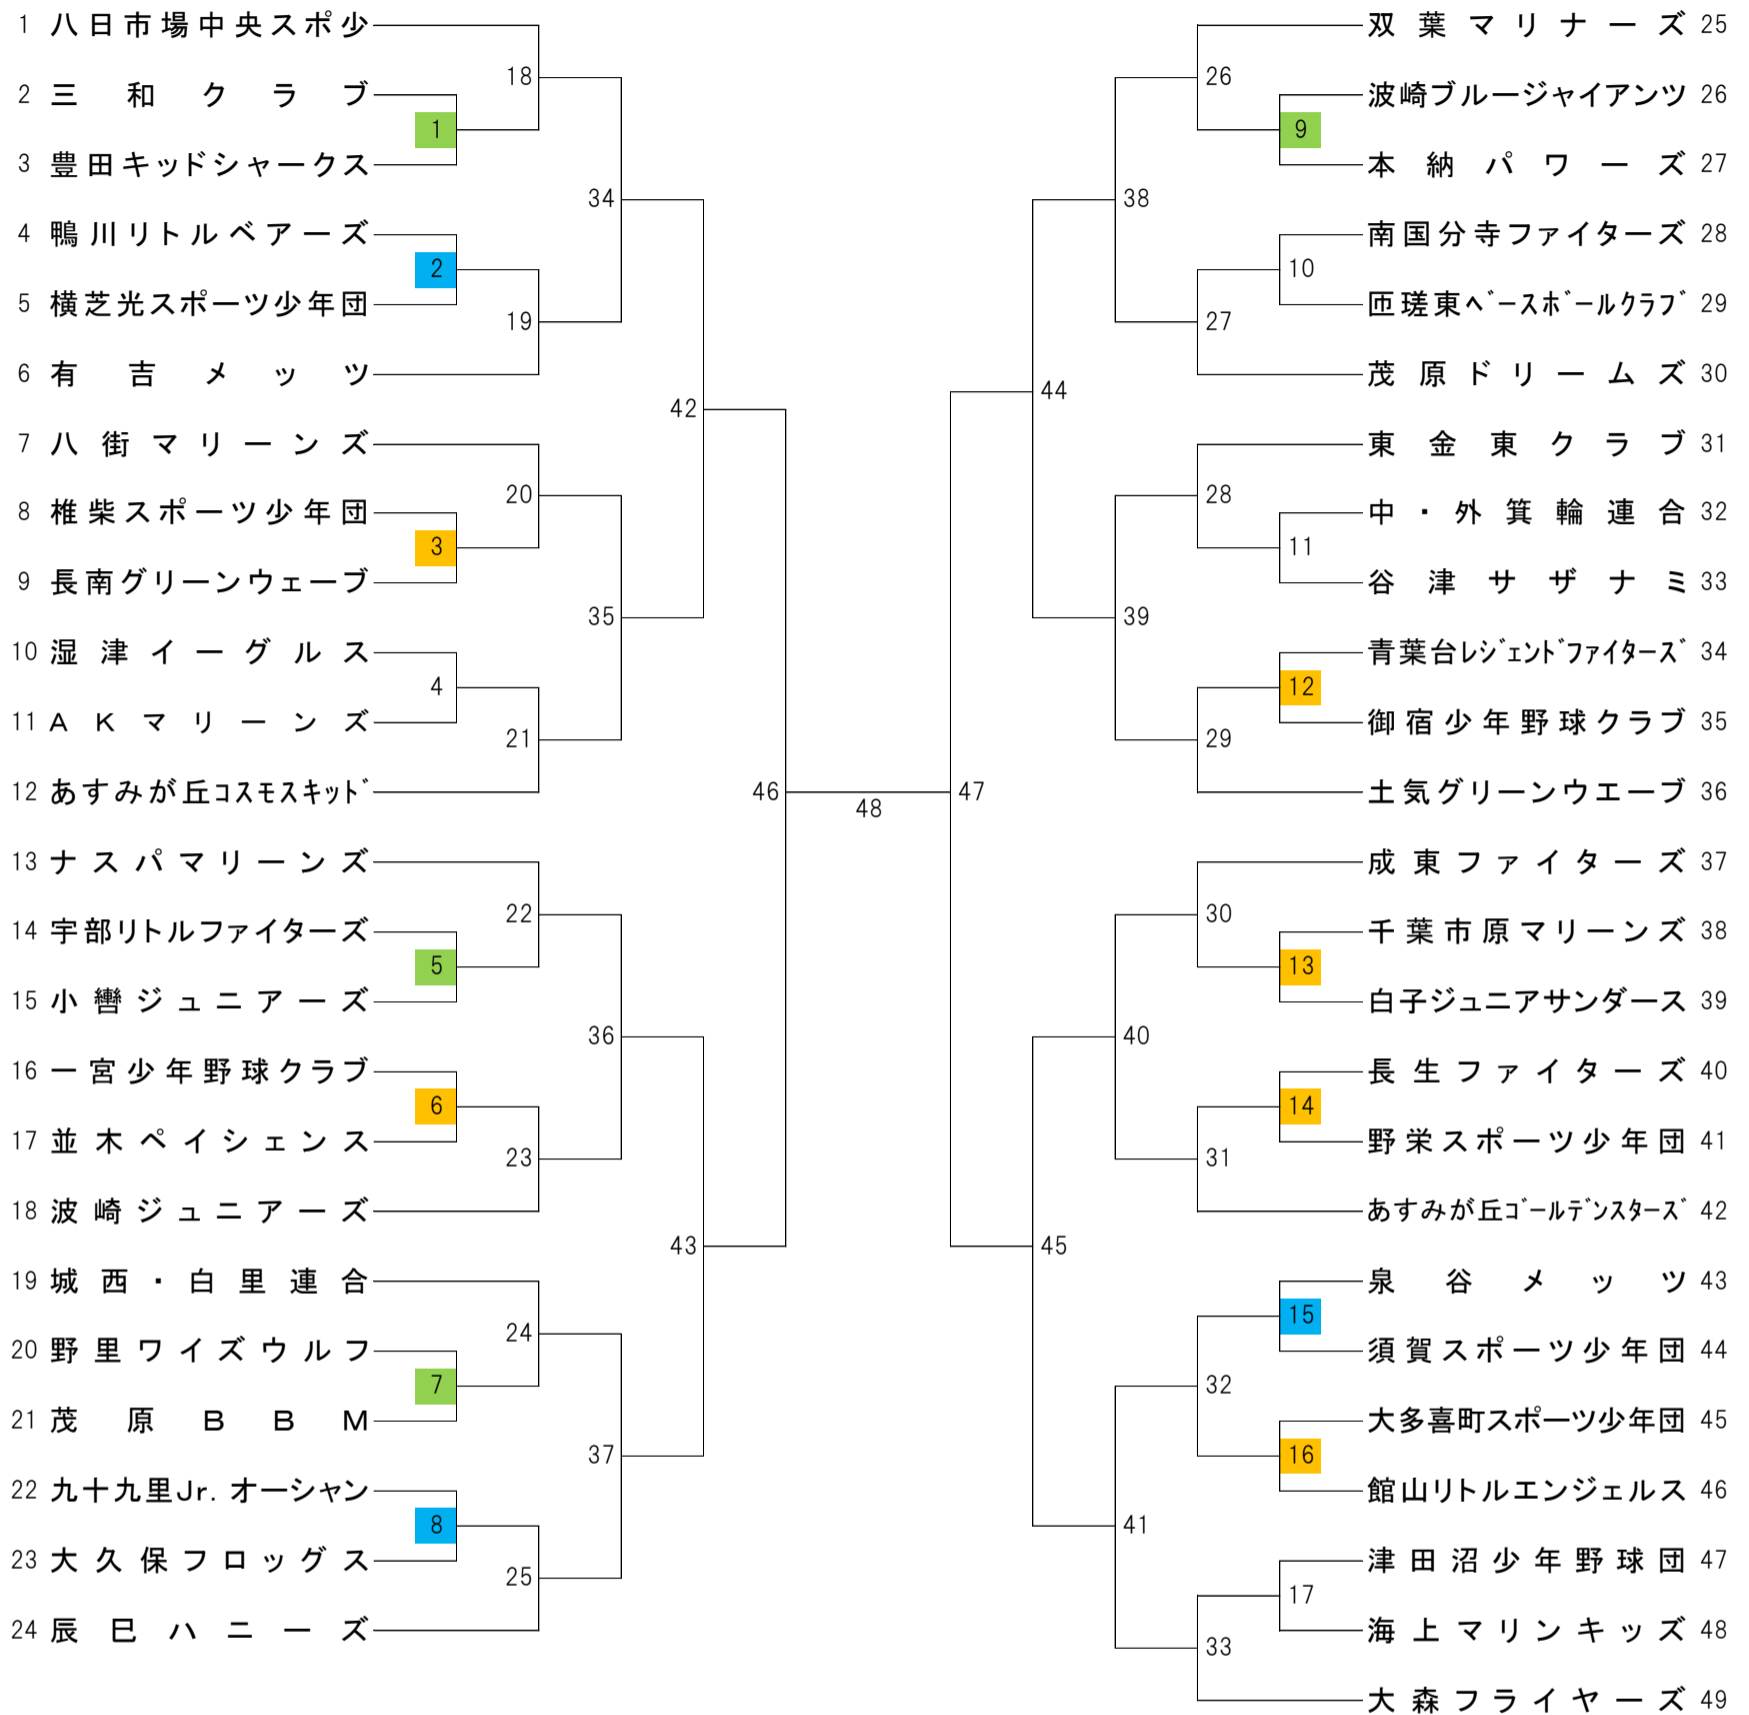 1 八日市場中央スポ少
2 三和クラブ
3 豊田キッドシャークス
4 鴨川リトルベアーズ
5 横芝光スポーツ少年団
6 有吉メッツ
7 八街マリーンズ
8 椎柴スポーツ少年団
9 長南グリーンウェーブ
10 湿津イーグルス
11 AKマリーンズ
12 あすみが丘コスモスキッド
13 ナスパマリーンズ
14 宇部リトルファイターズ
15 小轡ジュニアーズ
16 一宮少年野球クラブ
17 並木ペイシェンス
18 波崎ジュニアーズ
19 城西・白里連合
20 野里ワイズウルフ
21 茂原BBM
22 九十九里Jr.オーシャン
23 大久保フロッグス
24 辰巳ハニーズ
1
2
3
4
5
6
7
8
18
19
20
21
22
23
24
25
34
35
36
37
42
43
46
48
47
44
45
38
39
40
41
26
27
28
29
30
31
32
33
9
10
11
12
13
14
15
16
17
双葉マリナーズ 25
波崎ブルージャイアンツ 26
本納パワーズ 27
南国分寺ファイターズ 28
匝瑳東ベースボールクラブ 29
茂原ドリームズ 30
東金東クラブ 31
中・外箕輪連合 32
谷津サザナミ 33
青葉台レジェンドファイターズ 34
御宿少年野球クラブ 35
土気グリーンウエーブ 36
成東ファイターズ 37
千葉市原マリーンズ 38
白子ジュニアサンダース 39
長生ファイターズ 40
野栄スポーツ少年団 41
あすみが丘ゴールデンスターズ 42
泉谷メッツ 43
須賀スポーツ少年団 44
大多喜町スポーツ少年団 45
館山リトルエンジェルス 46
津田沼少年野球団 47
海上マリンキッズ 48
大森フライヤーズ 49